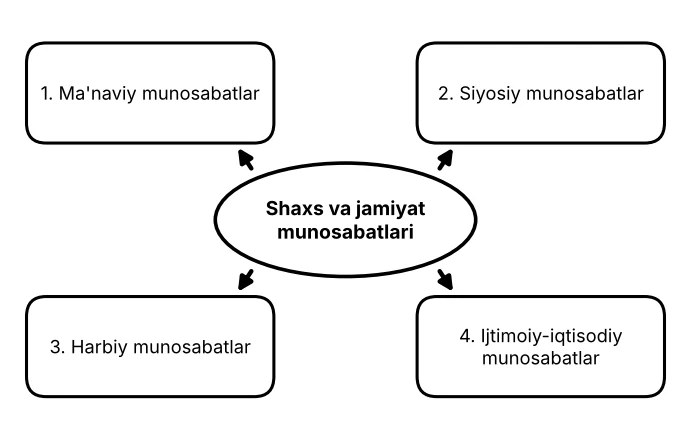 1. Ma'naviy munosabatlar
2. Siyosiy munosabatlar
Shaxs va jamiyat
munosabatlari
3. Harbiy munosabatlar
4. Ijtimoiy-iqtisodiy
munosabatlar